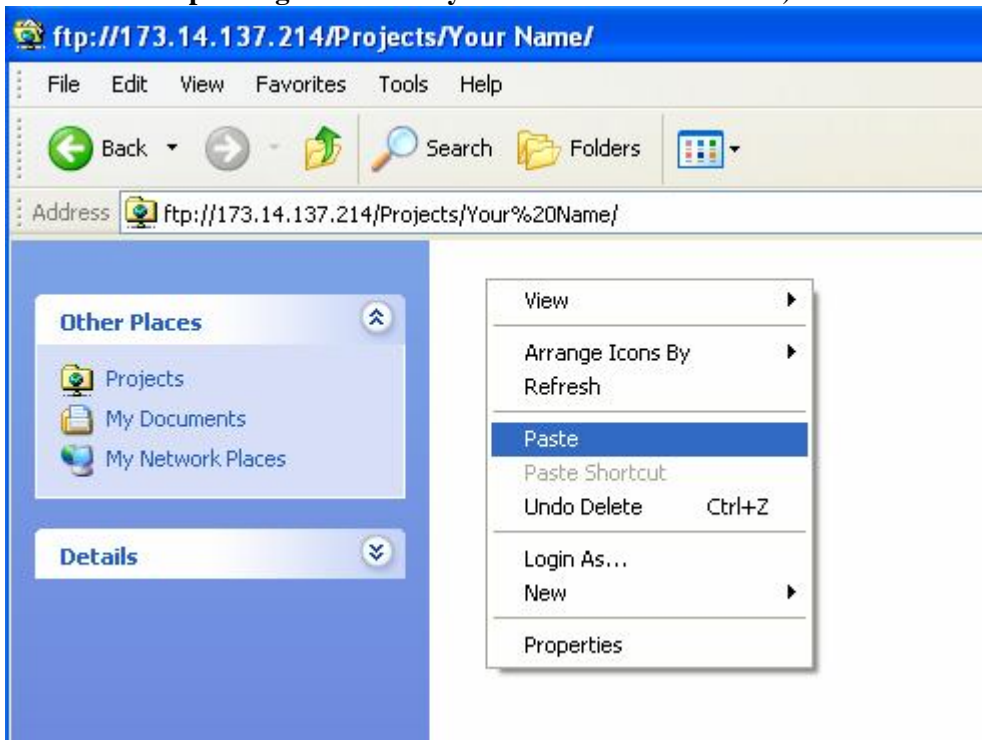 ftp://173.14.137.214/Projects/Your Name/
File Edit View Favorites Tools Help
Back Search Folders
Address ftp://173.14.137.214/Projects/Your%20Name/
Other Places
Projects
My Documents
My Network Places
Details
View
Arrange Icons By
Refresh
Paste
Paste Shortcut
Undo Delete Ctrl+Z
Login As...
New
Properties